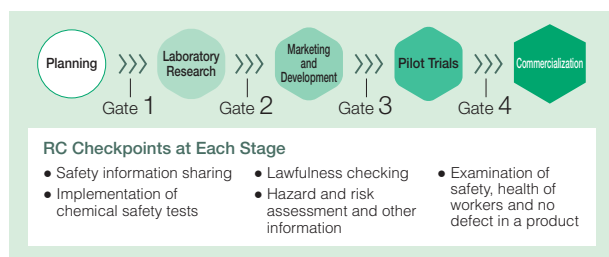 Planning
Laboratory
Research
Marketing
and
Development
Pilot Trials
Commercialization
Gate 1
Gate 2
Gate 3
Gate 4
RC Checkpoints at Each Stage
● Safety information sharing
● Implementation of
chemical safety tests
● Lawfulness checking
● Hazard and risk
assessment and other
information
● Examination of
safety, health of
workers and no
defect in a product